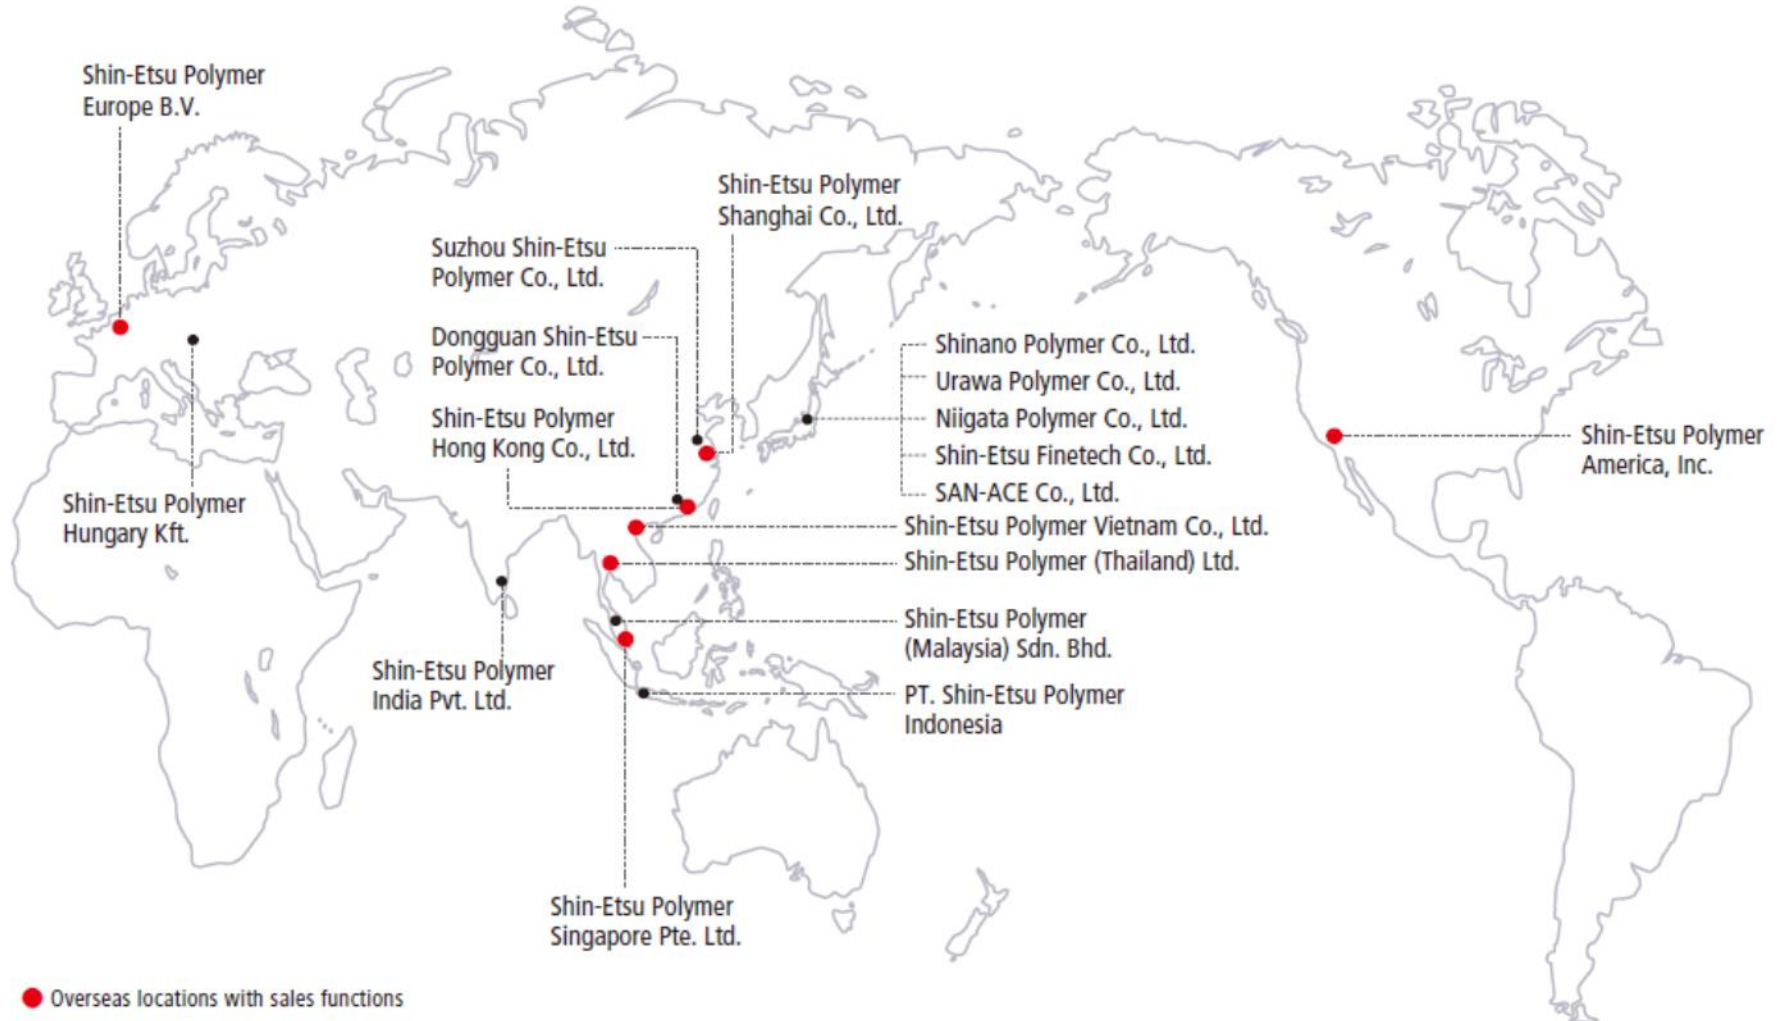 Shin-Etsu Polymer
Europe B.V.
Shin-Etsu Polymer
Shanghai Co., Ltd.
Suzhou Shin-Etsu
Polymer Co., Ltd.
Dongguan Shin-Etsu
Polymer Co., Ltd.
Shin-Etsu Polymer
Hong Kong Co., Ltd.
Shinano Polymer Co., Ltd.
Urawa Polymer Co., Ltd.
Niigata Polymer Co., Ltd.
Shin-Etsu Finetech Co., Ltd.
SAN-ACE Co., Ltd.
Shin-Etsu Polymer
America, Inc.
Shin-Etsu Polymer
Hungary Kft.
Shin-Etsu Polymer Vietnam Co., Ltd.
Shin-Etsu Polymer (Thailand) Ltd.
Shin-Etsu Polymer
(Malaysia) Sdn. Bhd.
Shin-Etsu Polymer
India Pvt. Ltd.
PT. Shin-Etsu Polymer
Indonesia
Shin-Etsu Polymer
Singapore Pte. Ltd.
Overseas locations with sales functions